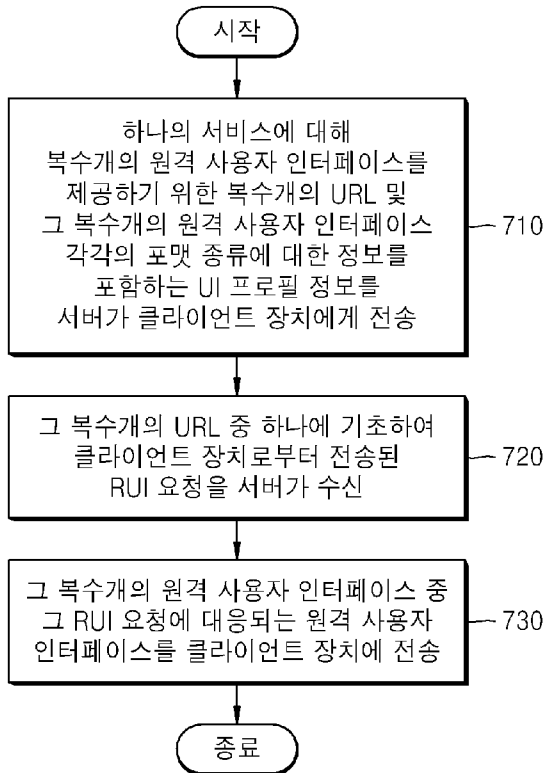 시작
하나의 서비스에 대해
복수개의 원격 사용자 인터페이스를
제공하기 위한 복수개의 URL 및
그 복수개의 원격 사용자 인터페이스
각각의 포맷 종류에 대한 정보를
포함하는 UI 프로필 정보를
서버가 클라이언트 장치에게 전송
710
그 복수개의 URL 중 하나에 기초하여
클라이언트 장치로부터 전송된
RUI 요청을 서버가 수신
720
그 복수개의 원격 사용자 인터페이스 중
그 RUI 요청에 대응되는 원격 사용자
인터페이스를 클라이언트 장치에 전송
730
종료